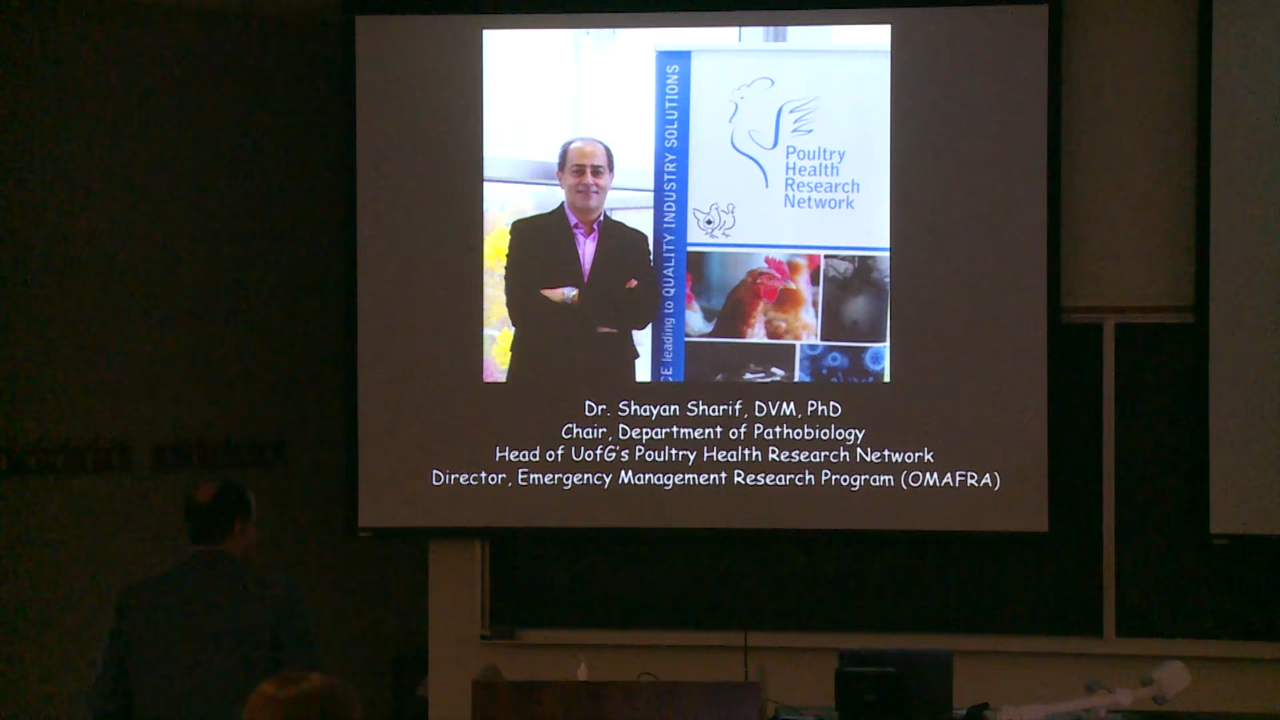 CE leading to QUALITY INDUSTRY SOLUTIONS
Poultry
Health
Research
Network
Dr. Shayan Sharif, DVM, PhD
Chair, Department of Pathobiology
Head of UofG's Poultry Health Research Network
Director, Emergency Management Research Program (OMAFRA)